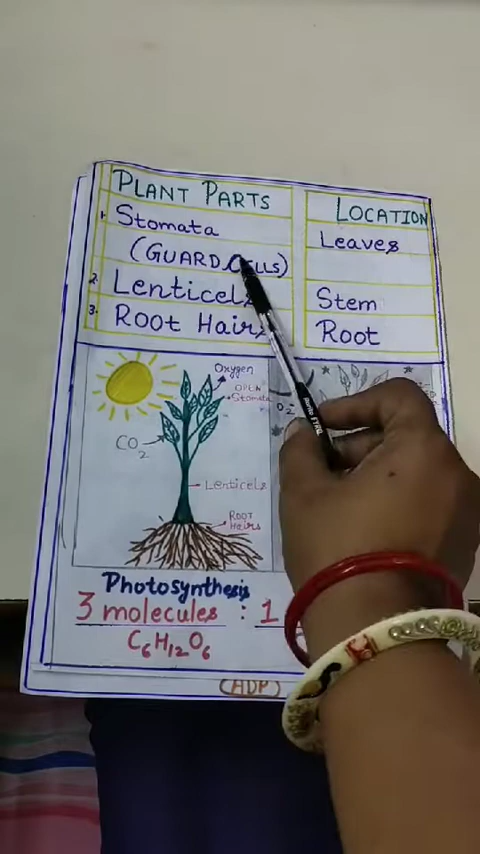 PLANT PARTS LOCATION
1. Stomata Leaves
(GUARD Cells)
2. Lenticels Stem
3. Root Hairs Root
Oxygen
OPEN
Stomata
O2
CO2
Lenticels
ROOT
Hairs
Photosynthesis
3 molecules : 1
C6H12O6
(ADP)